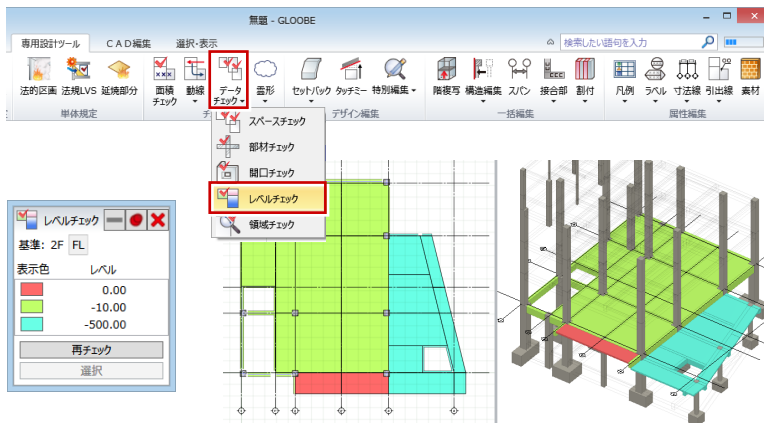 無題 - GLOOBE
専用設計ツール CAD編集 選択・表示 検索したい語句を入力
法的区画 法規LVS 延焼部分 面積チェック 動線 データチェック 雲形 セットバック タッチミー 特別編集 階複写 構造編集 スパン 接合部 割付 凡例 ラベル 寸法線 引出線 素材
単体規定 チ デザイン編集 一括編集 属性編集
スペースチェック
部材チェック
開口チェック
レベルチェック
領域チェック
レベルチェック
基準: 2F FL
表示色 レベル
0.00
-10.00
-500.00
再チェック
選択